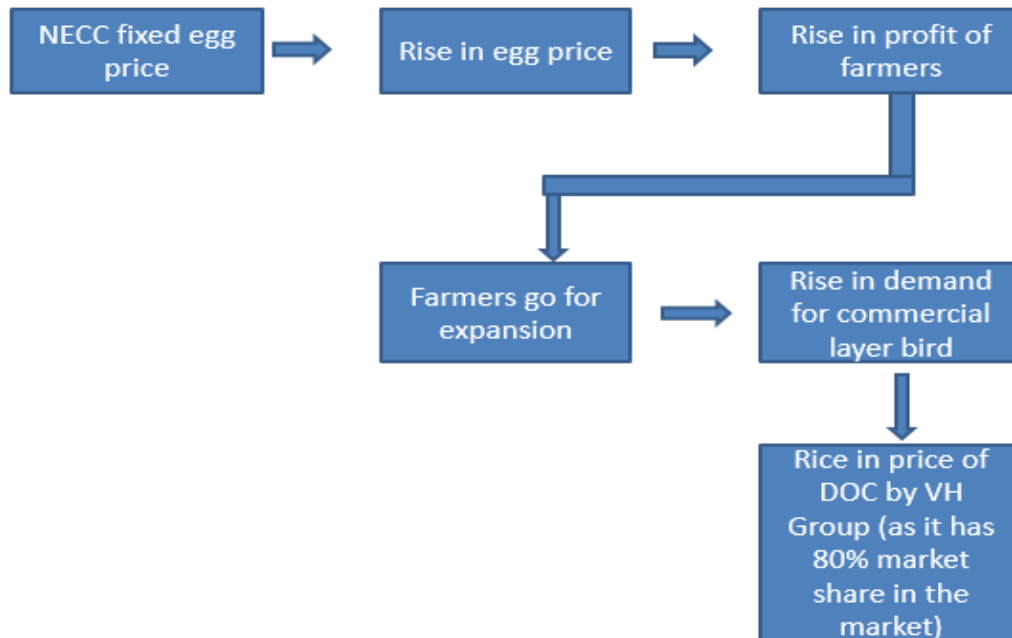 NECC fixed egg
price
Rise in egg price
Rise in profit of
farmers
Farmers go for
expansion
Rise in demand
for commercial
layer bird
Rice in price of
DOC by VH
Group (as it has
80% market
share in the
market)